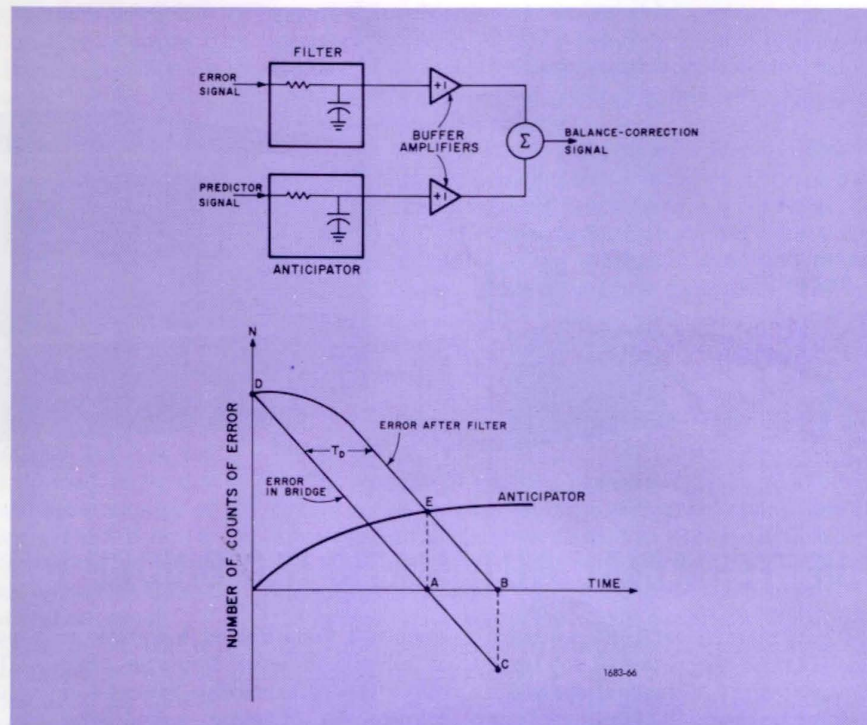 FILTER
ERROR
SIGNAL
+1
BUFFER
AMPLIFIERS
Σ
BALANCE-CORRECTION
SIGNAL
PREDICTOR
SIGNAL
+1
ANTICIPATOR
N
D
ERROR AFTER FILTER
T_D
ERROR
IN BRIDGE
E
ANTICIPATOR
NUMBER OF COUNTS OF ERROR
A
B
TIME
C
1683-66